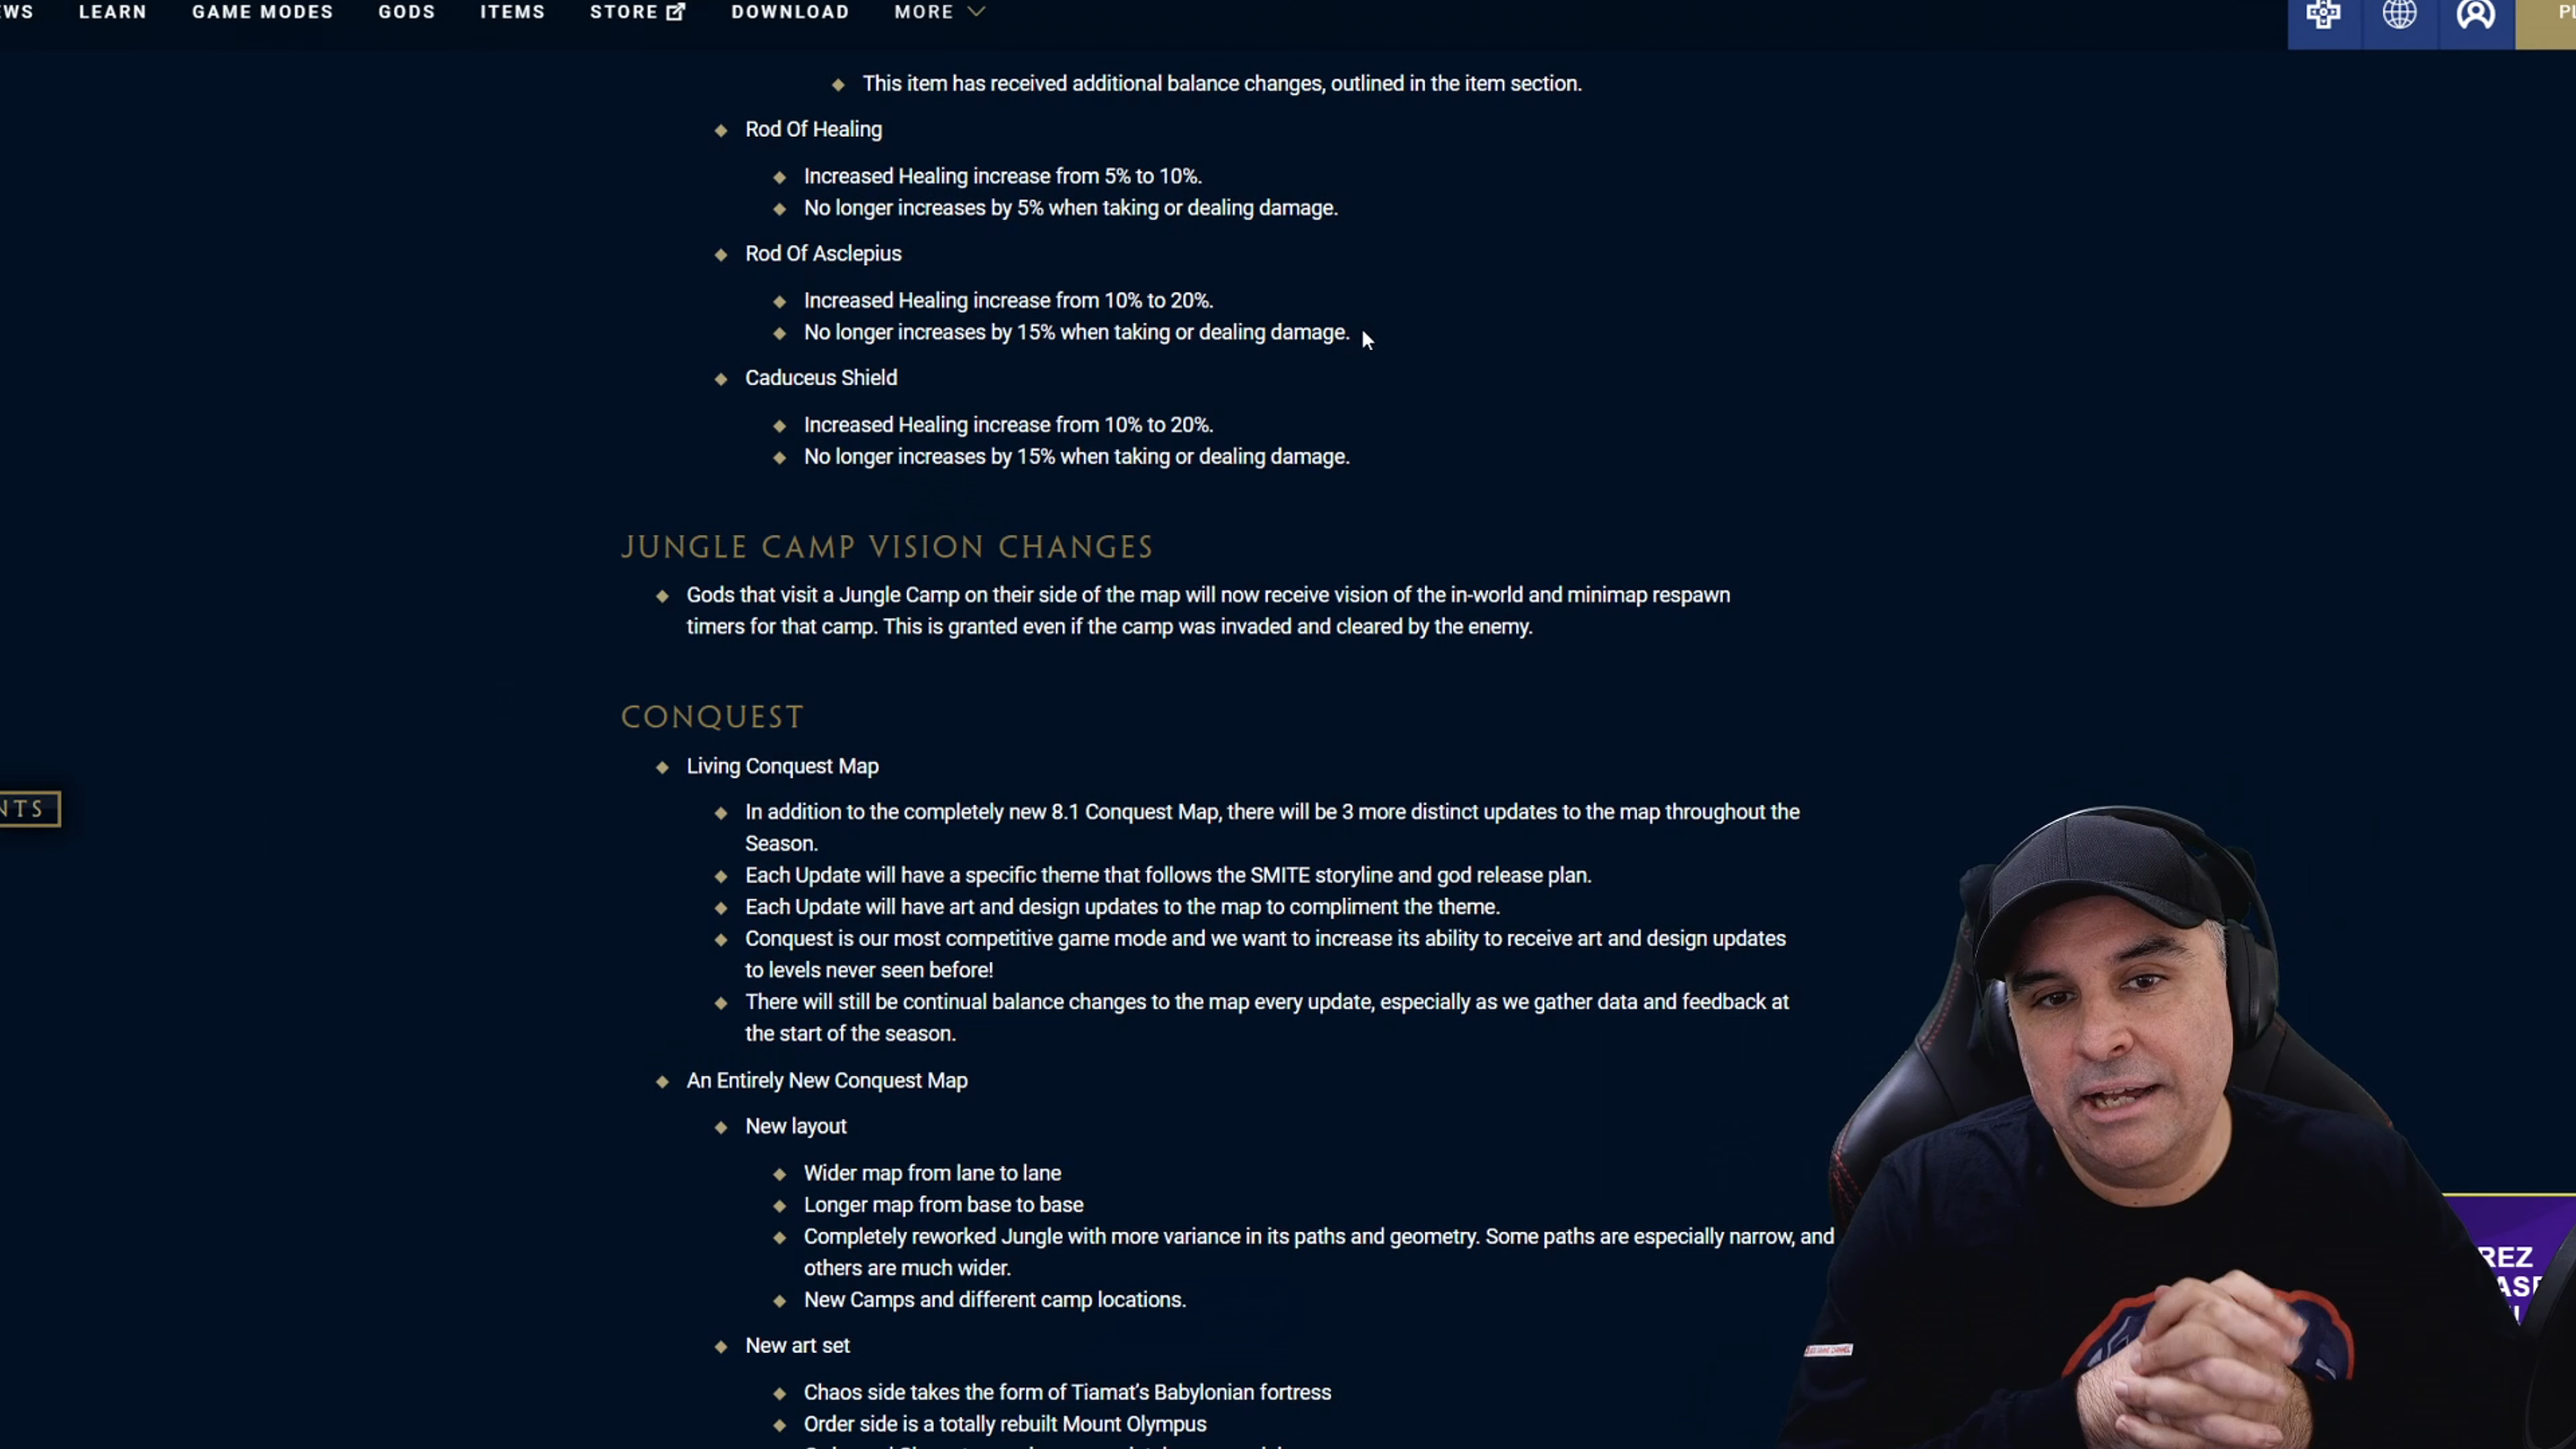 LEARN GAME MODES GODS ITEMS STORE DOWNLOAD MORE
This item has received additional balance changes, outlined in the item section.
Rod Of Healing
Increased Healing increase from 5% to 10%.
No longer increases by 5% when taking or dealing damage.
Rod Of Asclepius
Increased Healing increase from 10% to 20%.
No longer increases by 15% when taking or dealing damage.
Caduceus Shield
Increased Healing increase from 10% to 20%.
No longer increases by 15% when taking or dealing damage.
JUNGLE CAMP VISION CHANGES
Gods that visit a Jungle Camp on their side of the map will now receive vision of the in-world and minimap respawn
timers for that camp. This is granted even if the camp was invaded and cleared by the enemy.
CONQUEST
Living Conquest Map
In addition to the completely new 8.1 Conquest Map, there will be 3 more distinct updates to the map throughout the
Season.
Each Update will have a specific theme that follows the SMITE storyline and god release plan.
Each Update will have art and design updates to the map to compliment the theme.
Conquest is our most competitive game mode and we want to increase its ability to receive art and design updates
to levels never seen before!
There will still be continual balance changes to the map every update, especially as we gather data and feedback at
the start of the season.
An Entirely New Conquest Map
New layout
Wider map from lane to lane
Longer map from base to base
Completely reworked Jungle with more variance in its paths and geometry. Some paths are especially narrow, and
others are much wider.
New Camps and different camp locations.
New art set
Chaos side takes the form of Tiamat's Babylonian fortress
Order side is a totally rebuilt Mount Olympus